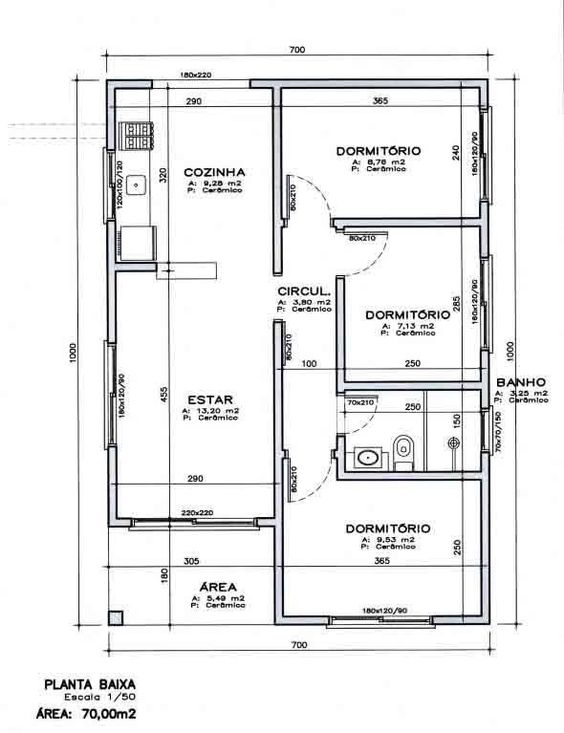 700
180x220
290
365
DORMITÓRIO
A: 8,76 m2
P: Cerâmico
240
180x120/90
COZINHA
A: 9,28 m2
P: Cerâmico
320
120x100/120
80x210
80x210
CIRCUL.
A: 3,80 m2
P: Cerâmico
DORMITÓRIO
A: 7,13 m2
P: Cerâmico
285
160x120/90
1000
1000
80x210
100
250
BANHO
A: 3,25 m2
P: Cerâmico
180x120/90
ESTAR
A: 13,20 m2
P: Cerâmico
455
70x210
250
150
70x70/150
290
80x210
220x220
DORMITÓRIO
A: 9,53 m2
P: Cerâmico
250
305
365
180
ÁREA
A: 5,49 m2
P: Cerâmico
180x120/90
700
PLANTA BAIXA
Escala 1/50
ÁREA: 70,00m2